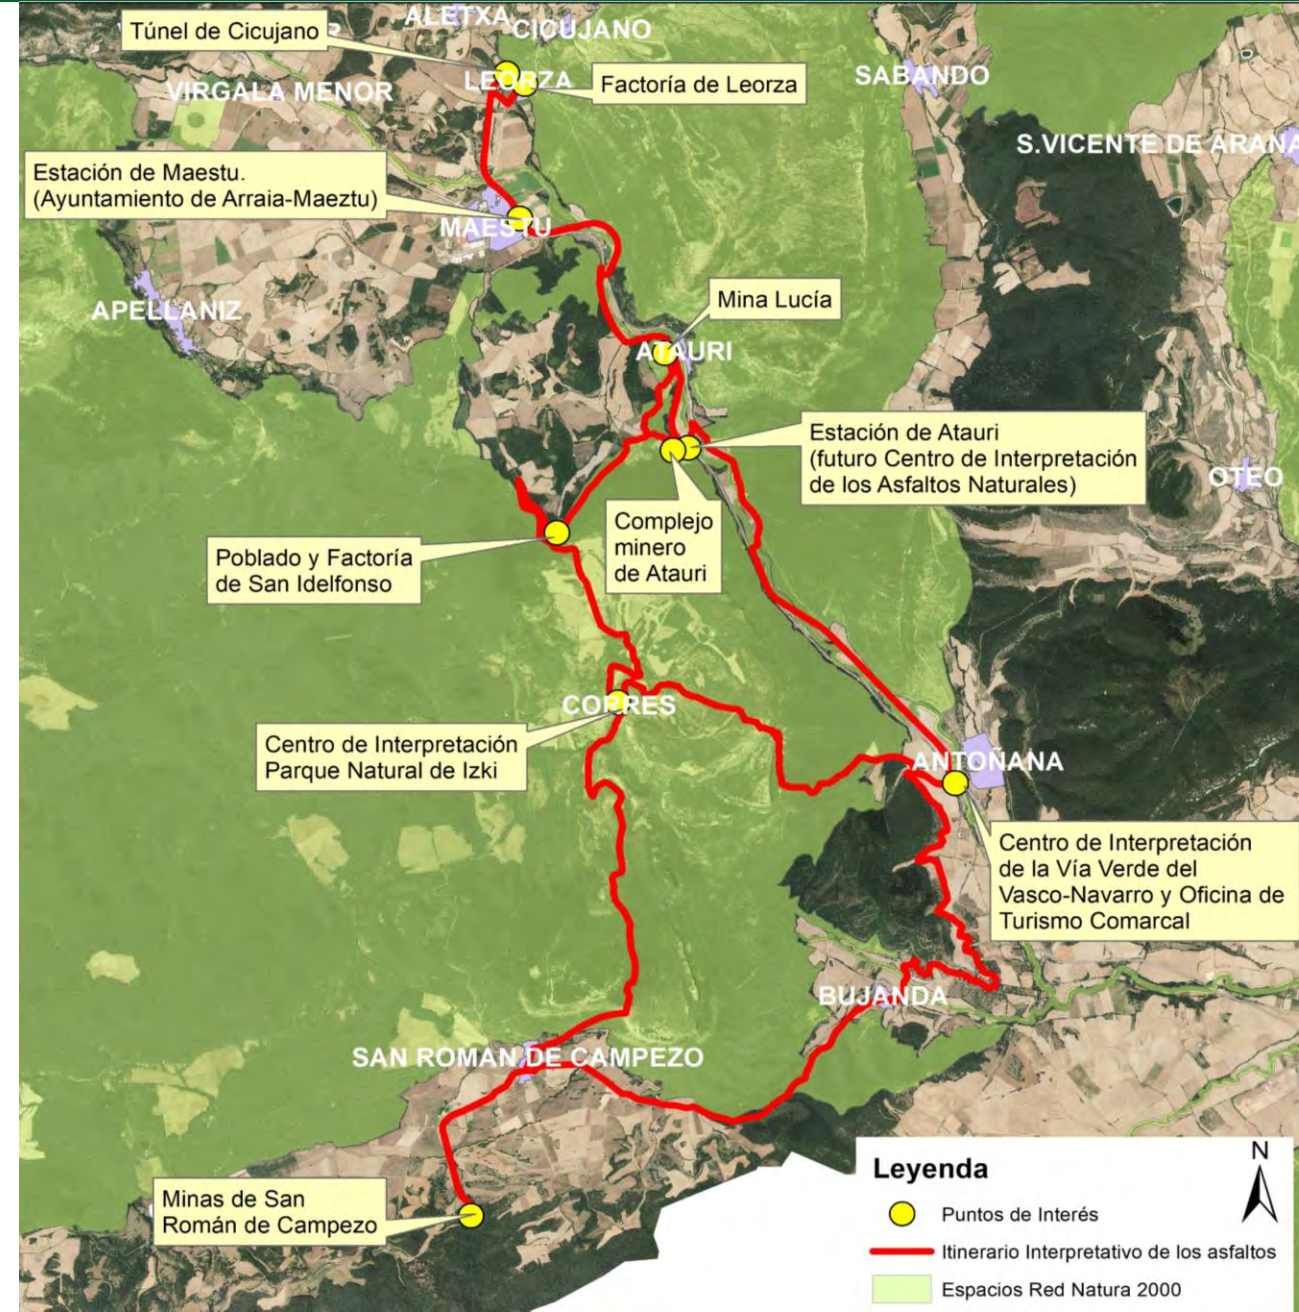 ALETXA
CICUJANO
Túnel de Cicujano
LEORZA
Factoría de Leorza
SABANDO
VIRGALA MENOR
S.VICENTE DE ARANA
Estación de Maestu.
(Ayuntamiento de Arraia-Maeztu)
MAESTU
APELLANIZ
Mina Lucía
ATAURI
Estación de Atauri
(futuro Centro de Interpretación
de los Asfaltos Naturales)
OTEO
Complejo
minero
de Atauri
Poblado y Factoría
de San Idelfonso
CORRES
Centro de Interpretación
Parque Natural de Izki
ANTOÑANA
Centro de Interpretación
de la Vía Verde del
Vasco-Navarro y Oficina de
Turismo Comarcal
BUJANDA
SAN ROMAN DE CAMPEZO
Minas de San
Román de Campezo
Leyenda
N
Puntos de Interés
Itinerario Interpretativo de los asfaltos
Espacios Red Natura 2000